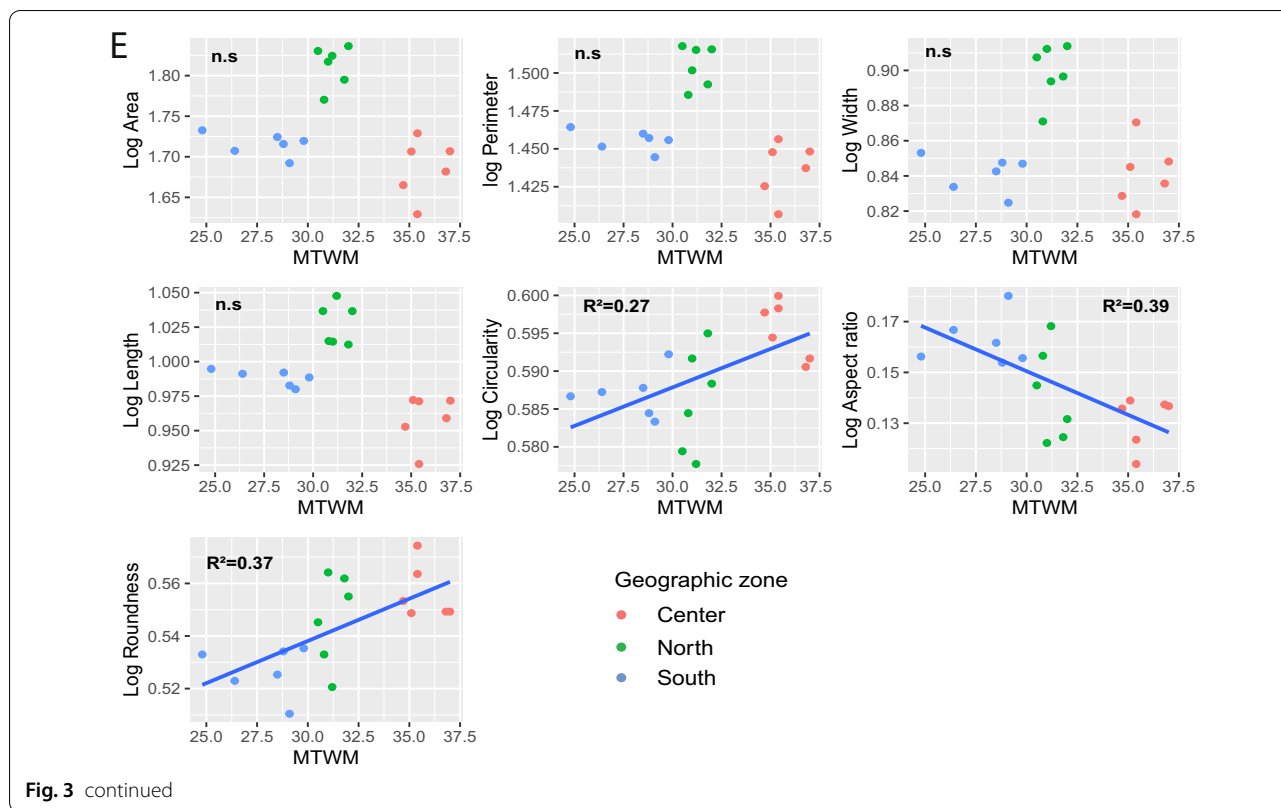 E
n.s
Log Area
1.80
1.75
1.70
1.65
25.0 27.5 30.0 32.5 35.0 37.5
MTWM
n.s
log Perimeter
1.500
1.475
1.450
1.425
25.0 27.5 30.0 32.5 35.0 37.5
MTWM
n.s
Log Width
0.90
0.88
0.86
0.84
0.82
25.0 27.5 30.0 32.5 35.0 37.5
MTWM
n.s
Log Length
1.050
1.025
1.000
0.975
0.950
0.925
25.0 27.5 30.0 32.5 35.0 37.5
MTWM
R²=0.27
Log Circularity
0.600
0.595
0.590
0.585
0.580
25.0 27.5 30.0 32.5 35.0 37.5
MTWM
R²=0.39
Log Aspect ratio
0.17
0.15
0.13
25.0 27.5 30.0 32.5 35.0 37.5
MTWM
R²=0.37
Log Roundness
0.56
0.54
0.52
25.0 27.5 30.0 32.5 35.0 37.5
MTWM
Geographic zone
Center
North
South
Fig. 3 continued